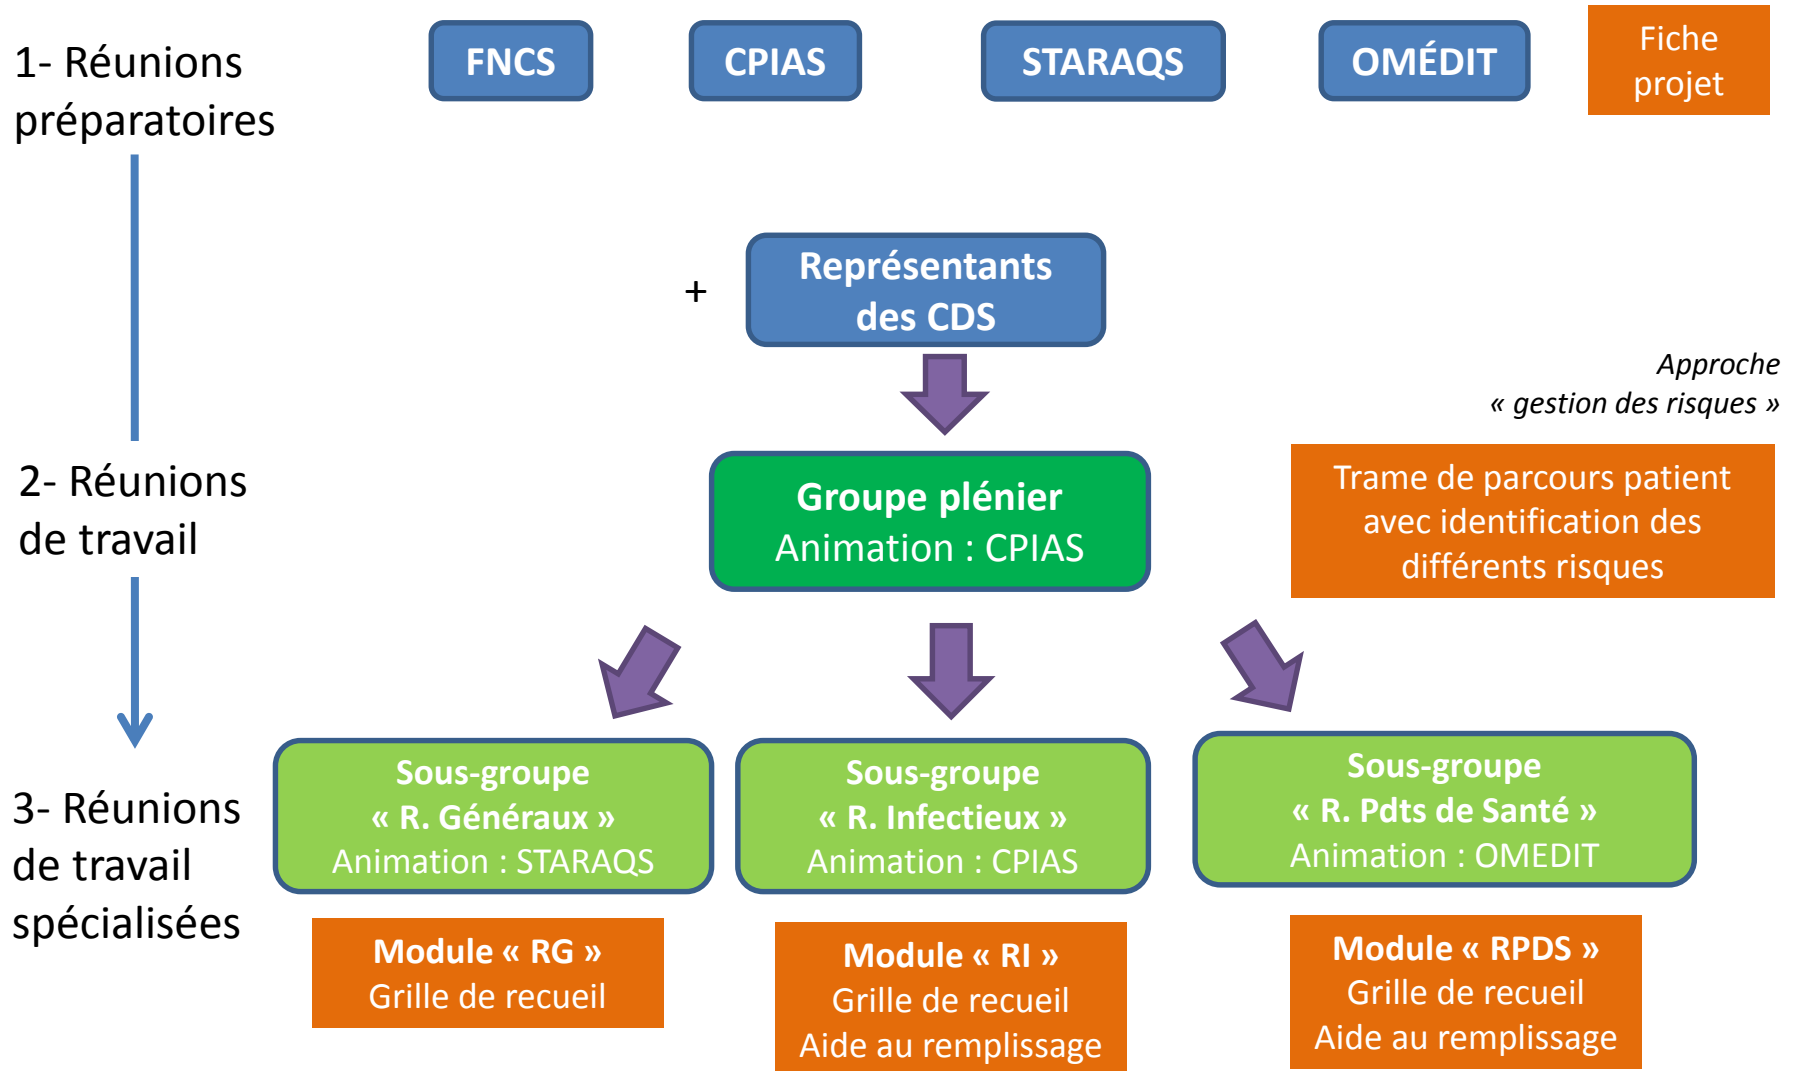 1- Réunions
préparatoires
FNCS
CPIAS
STARAQS
OMÉDIT
Fiche
projet
+
Représentants
des CDS
Approche
« gestion des risques »
2- Réunions
de travail
Groupe plénier
Animation : CPIAS
Trame de parcours patient
avec identification des
différents risques
3- Réunions
de travail
spécialisées
Sous-groupe
« R. Généraux »
Animation : STARAQS
Sous-groupe
« R. Infectieux »
Animation : CPIAS
Sous-groupe
« R. Pdts de Santé »
Animation : OMEDIT
Module « RG »
Grille de recueil
Module « RI »
Grille de recueil
Aide au remplissage
Module « RPDS »
Grille de recueil
Aide au remplissage